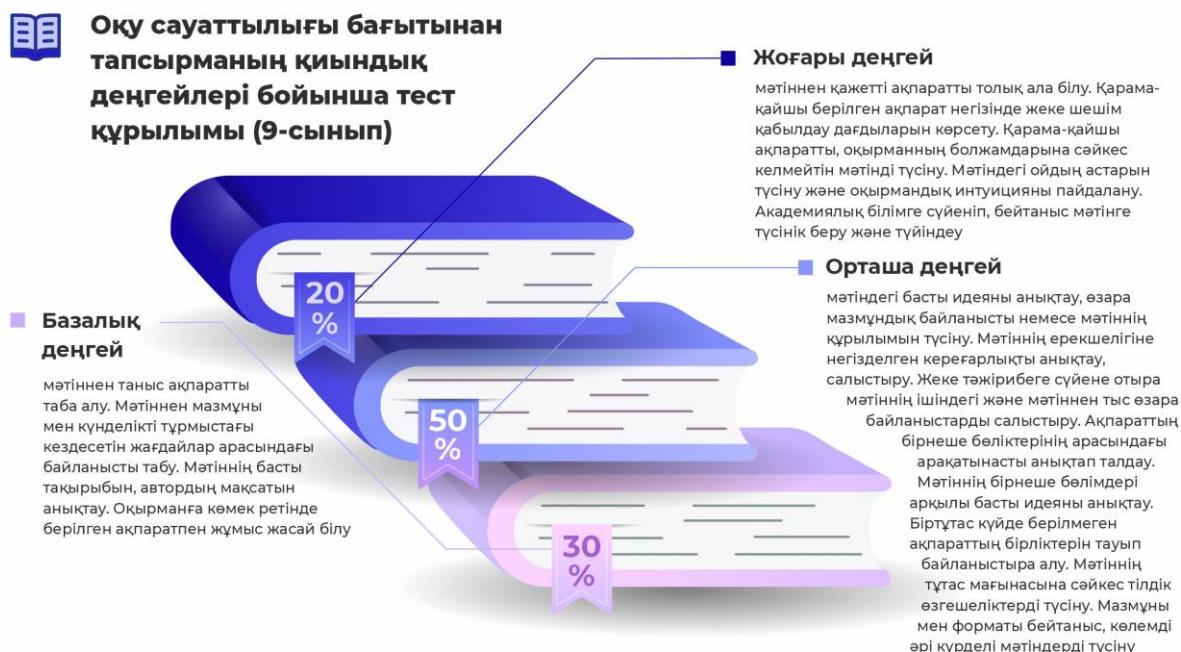 Оқу сауаттылығы бағытынан
тапсырманың қиындық
деңгейлері бойынша тест
құрылымы (9-сынып)
Жоғары деңгей
мәтіннен қажетті ақпаратты толық ала білу. Қарама-
қайшы берілген ақпарат негізінде жеке шешім
қабылдау дағдыларын көрсету. Қарама-қайшы
ақпаратты, оқырманның болжамдарына сәйкес
келмейтін мәтінді түсіну. Мәтіндегі ойдың астарын
түсіну және оқырмандық интуицияны пайдалану.
Академиялық білімге сүйеніп, бейтаныс мәтінге
түсінік беру және түйіндеу
20
%
Орташа деңгей
мәтіндегі басты идеяны анықтау, өзара
мазмұндық байланысты немесе мәтіннің
құрылымын түсіну. Мәтіннің ерекшелігіне
негізделген кереғарлықты анықтау,
салыстыру. Жеке тәжірибеге сүйене отыра
мәтіннің ішіндегі және мәтіннен тыс өзара
байланыстарды салыстыру. Ақпараттың
бірнеше бөліктерінің арасындағы
арақатынасты анықтап талдау.
Мәтіннің бірнеше бөлімдері
арқылы басты идеяны анықтау.
Біртұтас күйде берілмеген
ақпараттың бірліктерін тауып
байланыстыра алу. Мәтіннің
тұтас мағынасына сәйкес тілдік
өзгешеліктерді түсіну. Мазмұны
мен форматы бейтаныс, көлемді
әрі күрделі мәтіндерді түсіну
50
%
Базалық
деңгей
мәтіннен таныс ақпаратты
таба алу. Мәтіннен мазмұны
мен күнделікті тұрмыстағы
кездесетін жағдайлар арасындағы
байланысты табу. Мәтіннің басты
тақырыбын, автордың мақсатын
анықтау. Оқырманға көмек ретінде
берілген ақпаратпен жұмыс жасай білу
30
%